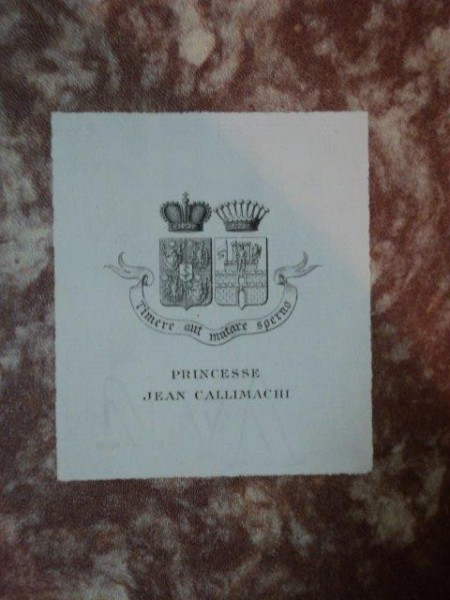 Timere aut mutare sperno
PRINCESSE
JEAN CALLIMACHI